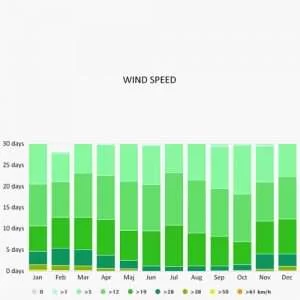 WIND SPEED
30 days
25 days
20 days
15 days
10 days
5 days
0 days
Jan Feb Mar Apr Maj Jun Jul Aug Sep Oct Nov Dec
0 >1 >5 >12 >19 >28 >38 >50 >61 km/h